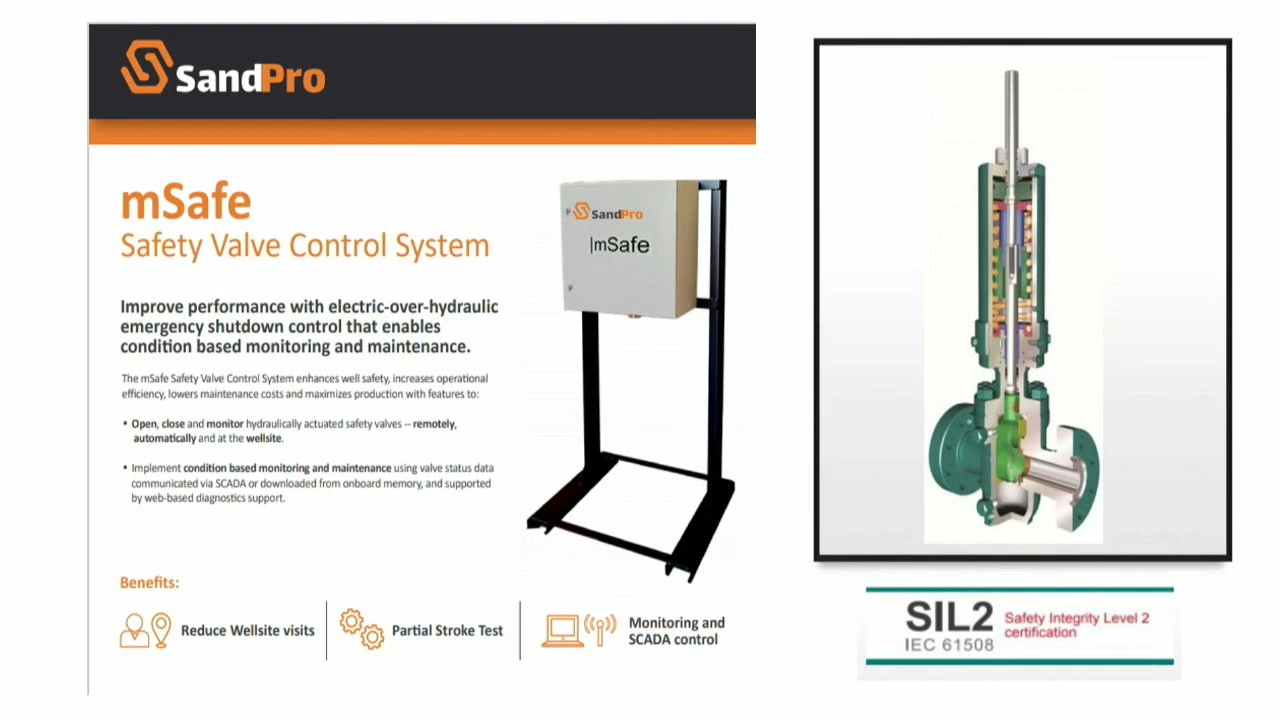 SandPro
mSafe
Safety Valve Control System
Improve performance with electric-over-hydraulic
emergency shutdown control that enables
condition based monitoring and maintenance.
The mSafe Safety Valve Control System enhances well safety, increases operational
efficiency, lowers maintenance costs and maximizes production with features to:
• Open, close and monitor hydraulically actuated safety valves -- remotely,
automatically and at the wellsite.
• Implement condition based monitoring and maintenance using valve status data
communicated via SCADA or downloaded from onboard memory, and supported
by web-based diagnostics support.
SandPro
|mSafe
Benefits:
Reduce Wellsite visits
Partial Stroke Test
Monitoring and
SCADA control
SIL2
IEC 61508
Safety Integrity Level 2
certification